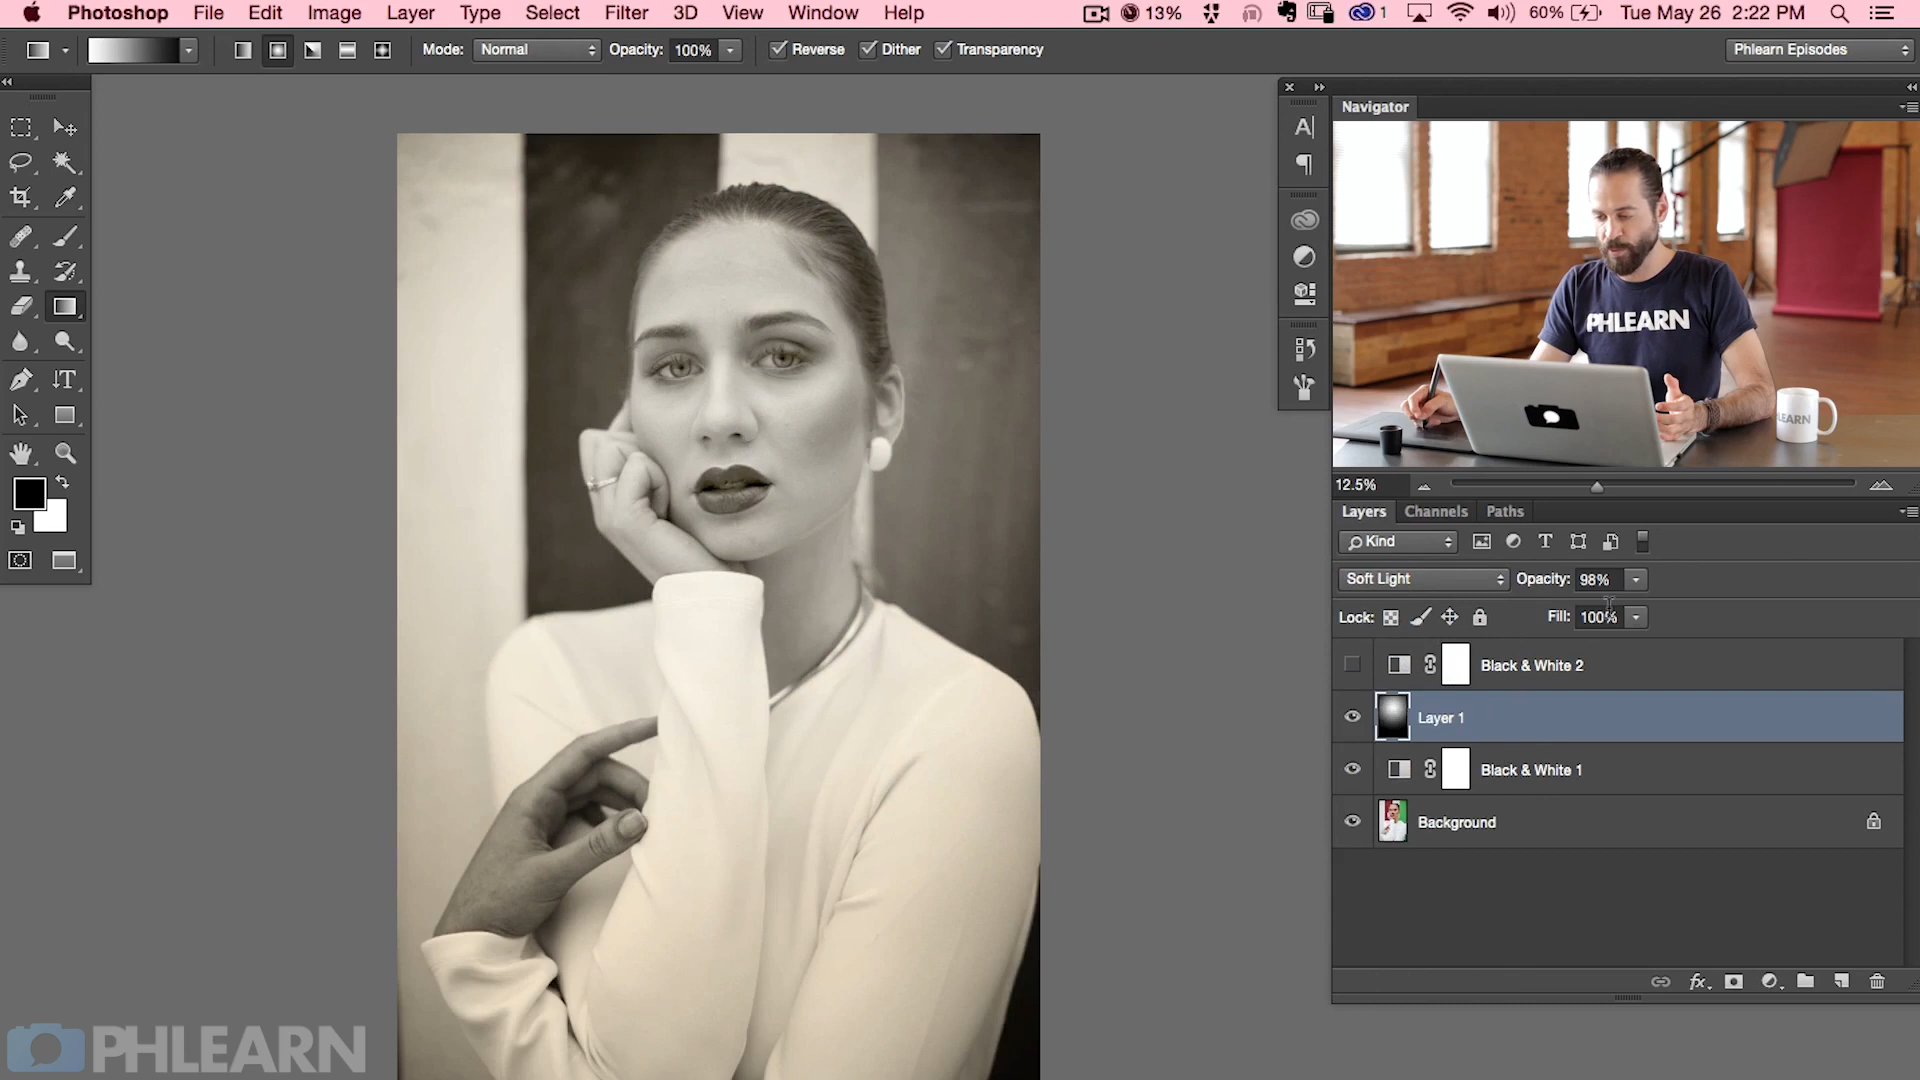 Photoshop File Edit Image Layer Type Select Filter 3D View Window Help 13% 1 60% Tue May 26 2:22 PM
Mode: Normal Opacity: 100% Reverse Dither Transparency Phlearn Episodes
Navigator
PHLEARN
LEARN
12.5%
Layers Channels Paths
Kind
Soft Light Opacity: 98%
Lock: Fill: 100%
Black & White 2
Layer 1
Black & White 1
Background
PHLEARN